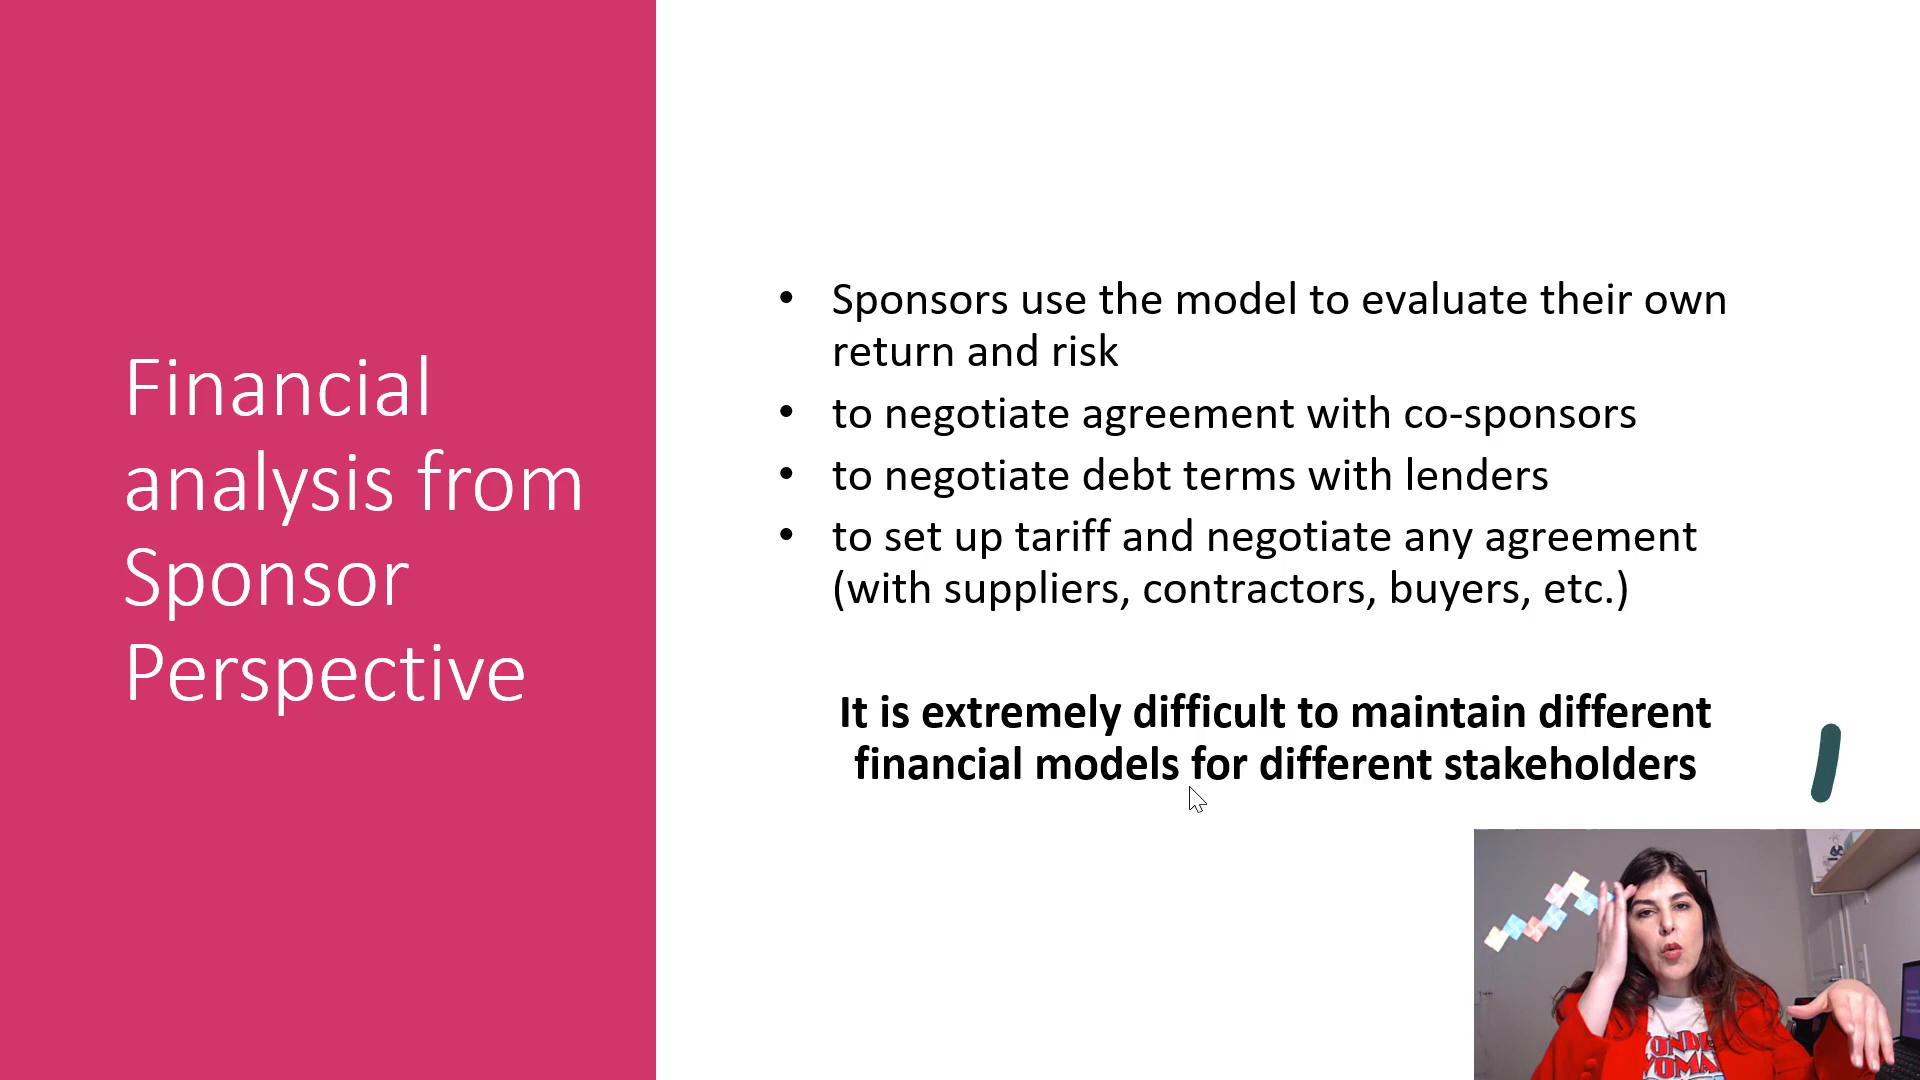 Financial
analysis from
Sponsor
Perspective
• Sponsors use the model to evaluate their own
return and risk
• to negotiate agreement with co-sponsors
• to negotiate debt terms with lenders
• to set up tariff and negotiate any agreement
(with suppliers, contractors, buyers, etc.)
It is extremely difficult to maintain different
financial models for different stakeholders